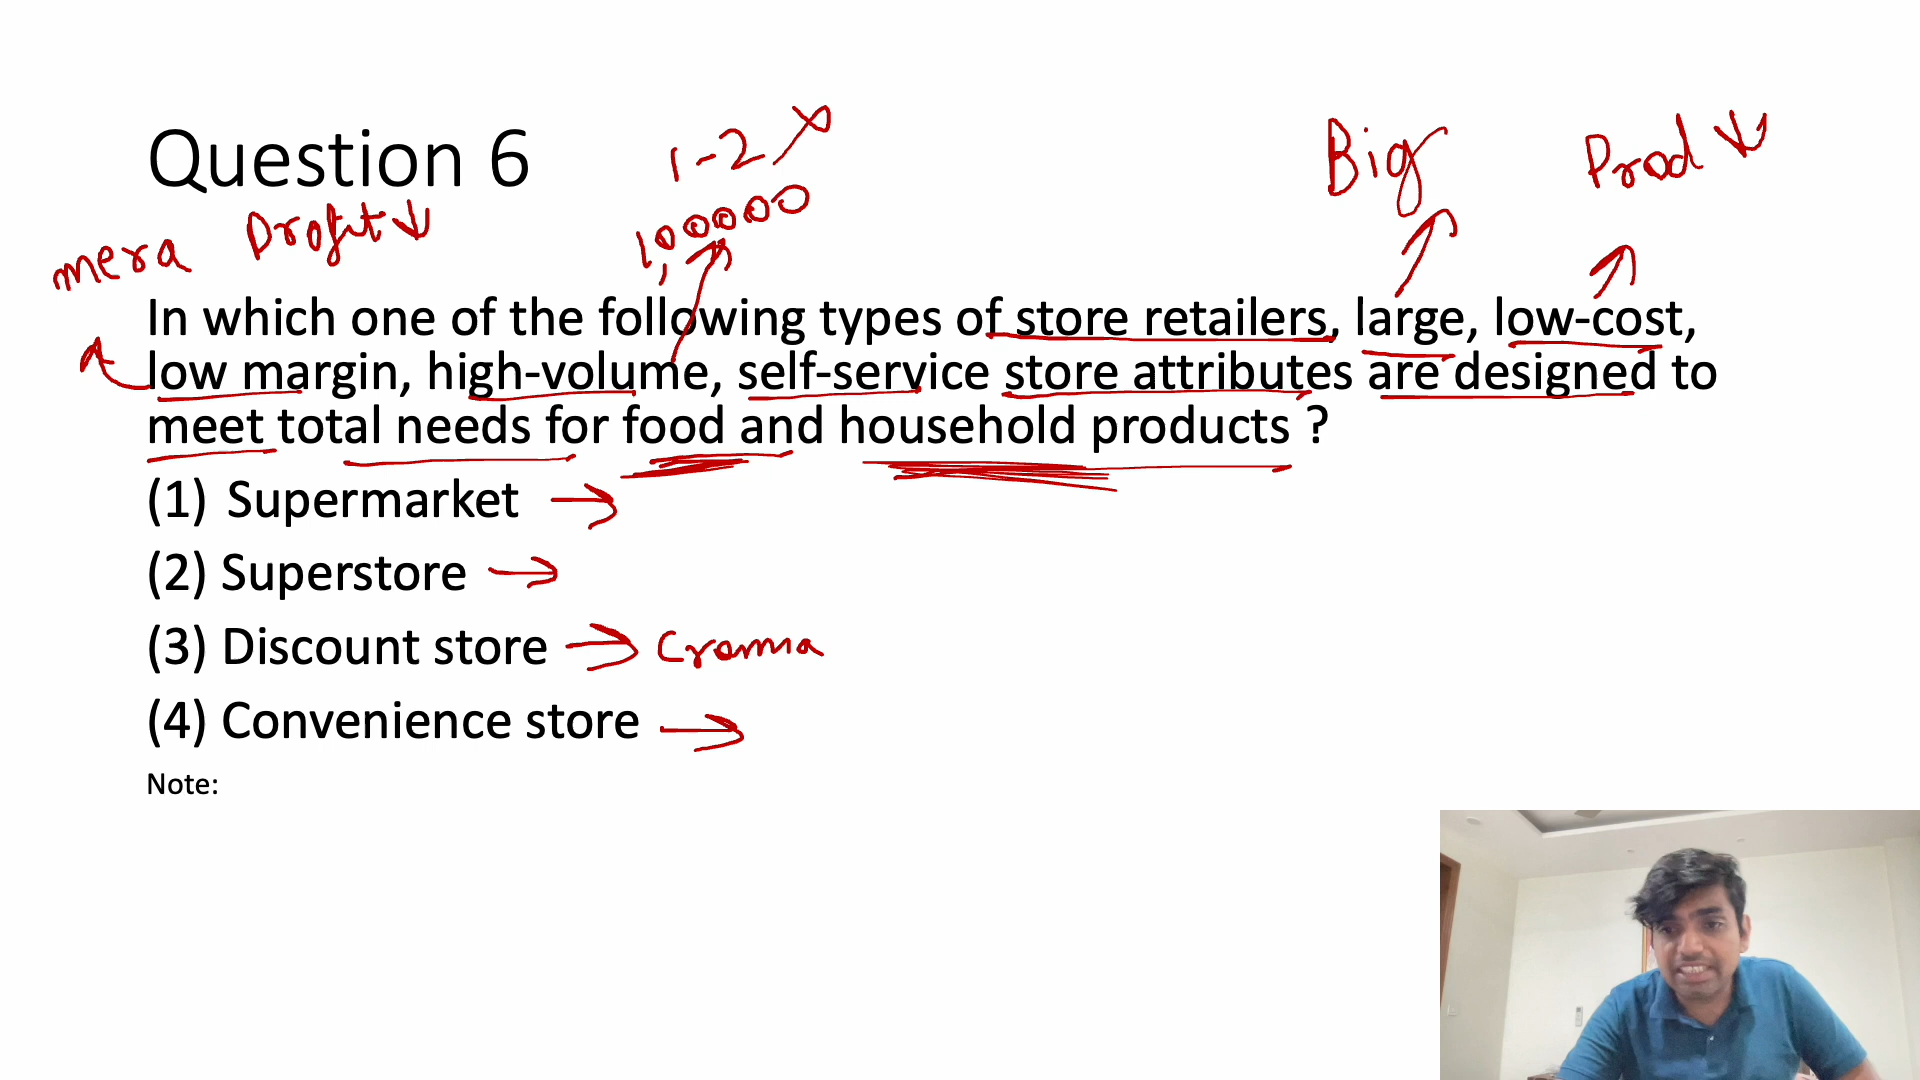 Question 6
1-2
Big
Prod ↓
mera Profit ↓
1,00000
In which one of the following types of store retailers, large, low-cost,
low margin, high-volume, self-service store attributes are designed to
meet total needs for food and household products ?
(1) Supermarket →
(2) Superstore →
(3) Discount store → Croma
(4) Convenience store →
Note: